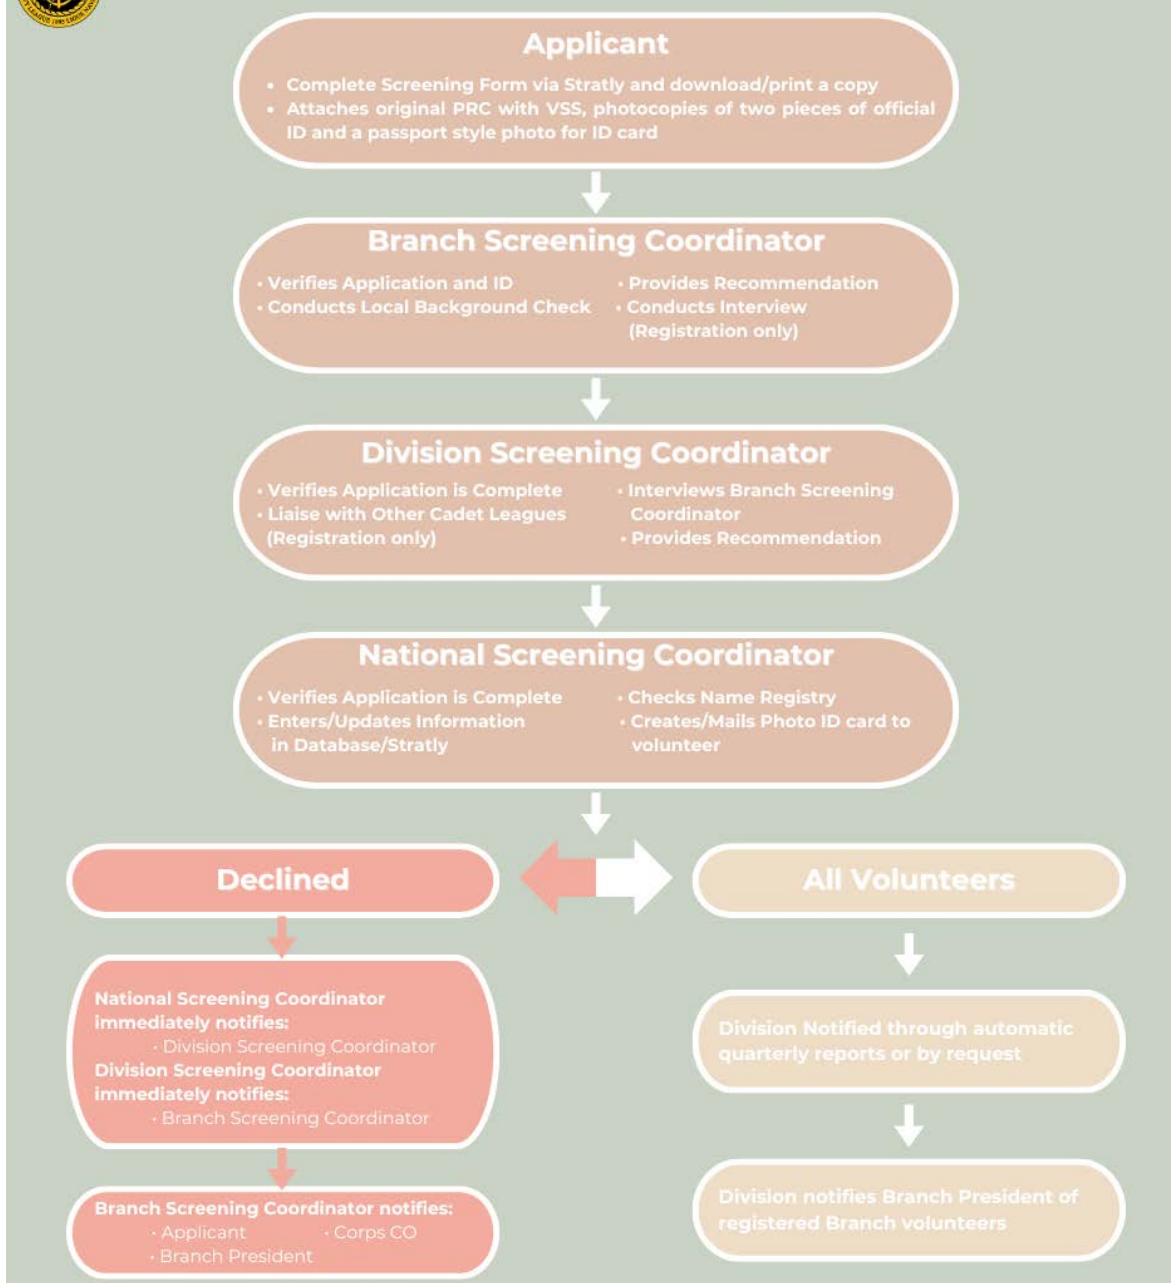 Applicant
• Complete Screening Form via Stratly and download/print a copy
• Attaches original PRC with VSS, photocopies of two pieces of official
ID and a passport style photo for ID card
Branch Screening Coordinator
• Verifies Application and ID
• Conducts Local Background Check
• Provides Recommendation
• Conducts Interview
(Registration only)
Division Screening Coordinator
• Verifies Application is Complete
• Liaise with Other Cadet Leagues
(Registration only)
• Interviews Branch Screening
Coordinator
• Provides Recommendation
National Screening Coordinator
• Verifies Application is Complete
• Enters/Updates Information
in Database/Stratly
• Checks Name Registry
• Creates/Mails Photo ID card to
volunteer
Declined
National Screening Coordinator
immediately notifies:
• Division Screening Coordinator
Division Screening Coordinator
immediately notifies:
• Branch Screening Coordinator
Branch Screening Coordinator notifies:
• Applicant • Corps CO
• Branch President
All Volunteers
Division Notified through automatic
quarterly reports or by request
Division notifies Branch President of
registered Branch volunteers